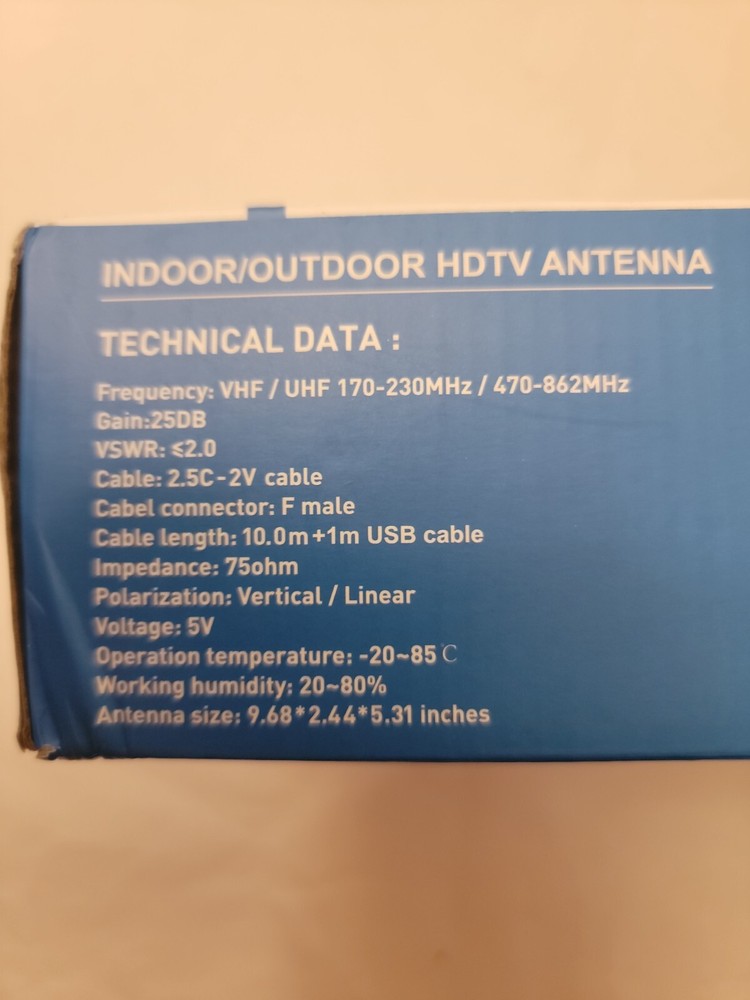 INDOOR/OUTDOOR HDTV ANTENNA
TECHNICAL DATA :
Frequency: VHF / UHF 170-230MHz / 470-862MHz
Gain:25DB
VSWR: ≤2.0
Cable: 2.5C-2V cable
Cabel connector: F male
Cable length: 10.0m+1m USB cable
Impedance: 75ohm
Polarization: Vertical / Linear
Voltage: 5V
Operation temperature: -20~85℃
Working humidity: 20~80%
Antenna size: 9.68*2.44*5.31 inches